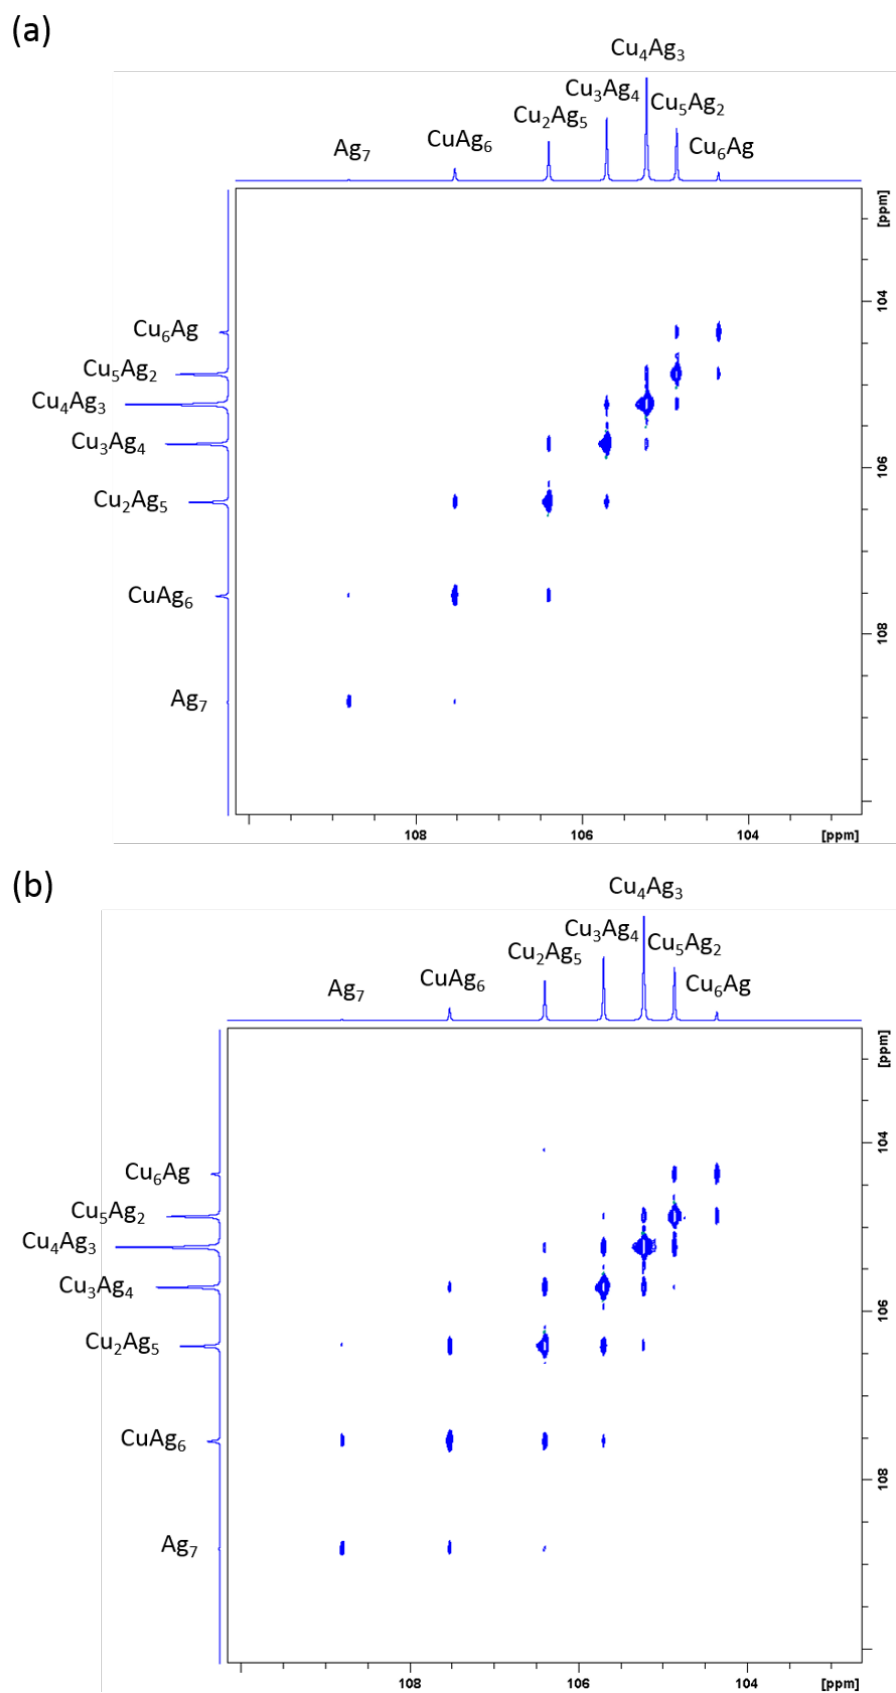 (a)
Cu₄Ag₃
Cu₃Ag₄
Cu₅Ag₂
Cu₂Ag₅
CuAg₆
Cu₆Ag
Ag₇
[ppm]
104
Cu₆Ag
Cu₅Ag₂
Cu₄Ag₃
Cu₃Ag₄
106
Cu₂Ag₅
CuAg₆
108
Ag₇
108 106 104 [ppm]
(b)
Cu₄Ag₃
Cu₃Ag₄
Cu₅Ag₂
Cu₂Ag₅
CuAg₆
Cu₆Ag
Ag₇
[ppm]
104
Cu₆Ag
Cu₅Ag₂
Cu₄Ag₃
Cu₃Ag₄
106
Cu₂Ag₅
CuAg₆
108
Ag₇
108 106 104 [ppm]